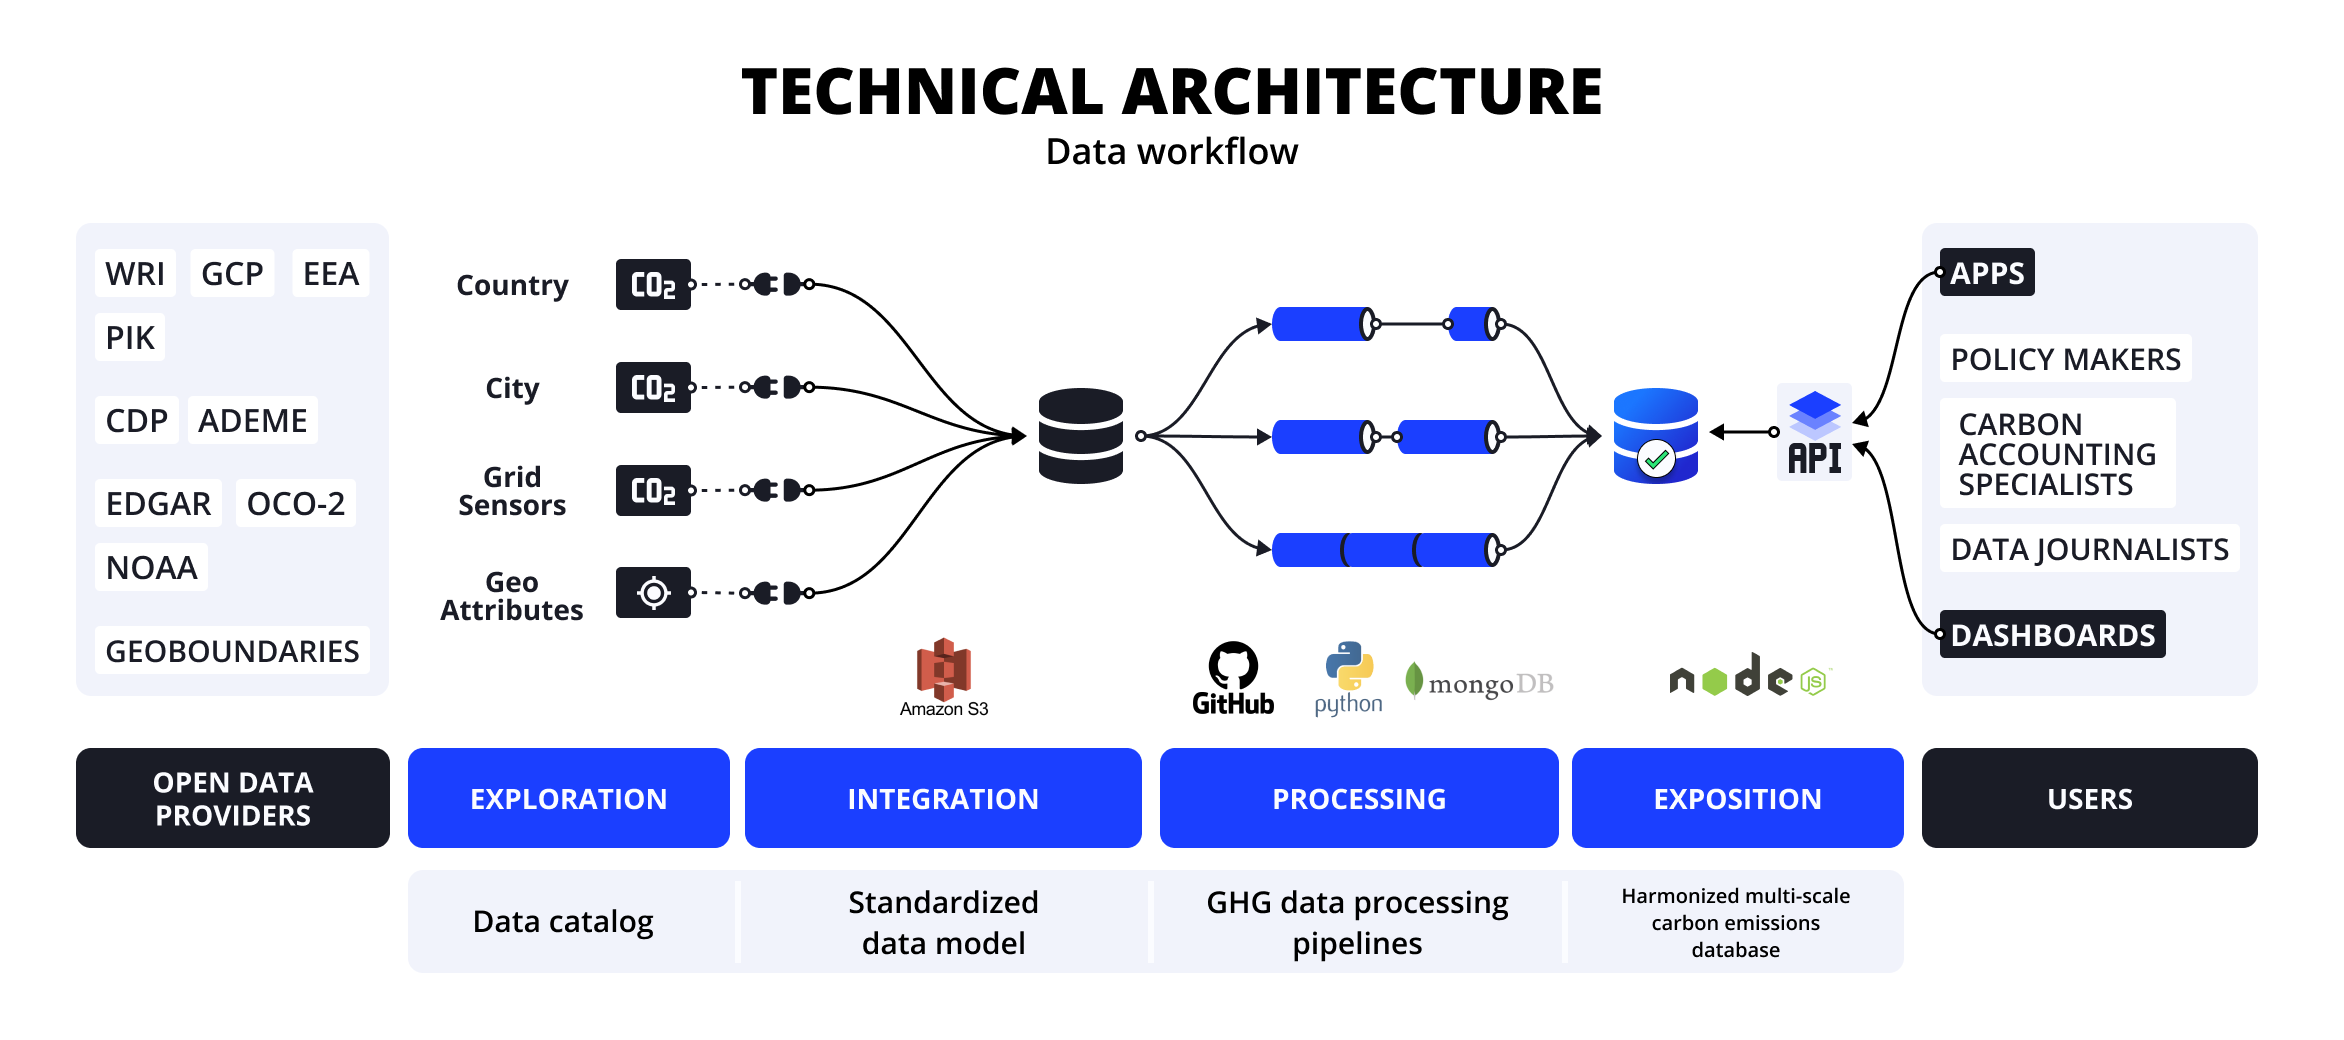 TECHNICAL ARCHITECTURE
Data workflow
WRI GCP EEA
PIK
CDP ADEME
EDGAR OCO-2
NOAA
GEOBOUNDARIES
Country
CO2
City
CO2
Grid
Sensors
CO2
Geo
Attributes
Amazon S3
GitHub
python
mongoDB
node
JS
API
APPS
POLICY MAKERS
CARBON
ACCOUNTING
SPECIALISTS
DATA JOURNALISTS
DASHBOARDS
OPEN DATA
PROVIDERS
EXPLORATION
INTEGRATION
PROCESSING
EXPOSITION
USERS
Data catalog
Standardized
data model
GHG data processing
pipelines
Harmonized multi-scale
carbon emissions
database